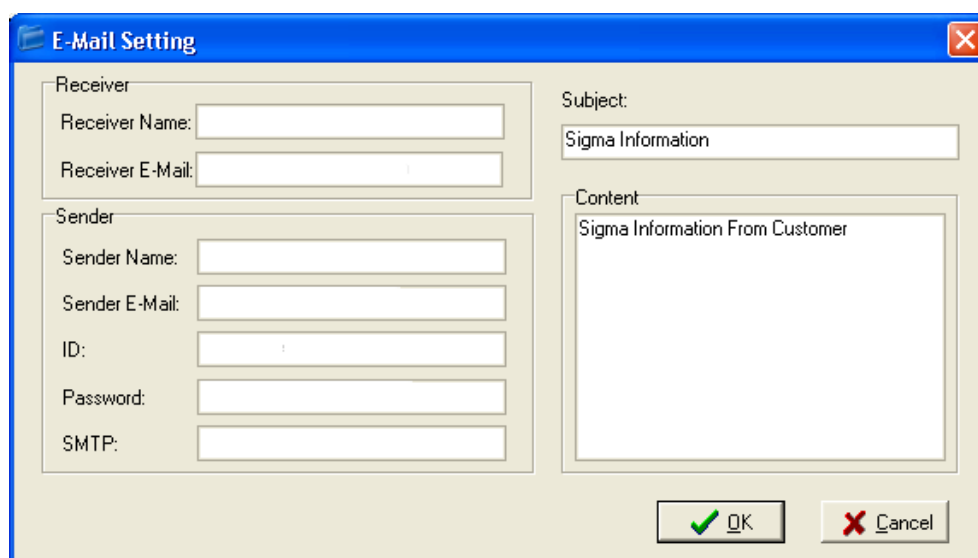 E-Mail Setting
Receiver
Receiver Name:
Receiver E-Mail:
Sender
Sender Name:
Sender E-Mail:
ID:
Password:
SMTP:
Subject:
Sigma Information
Content
Sigma Information From Customer
OK
Cancel